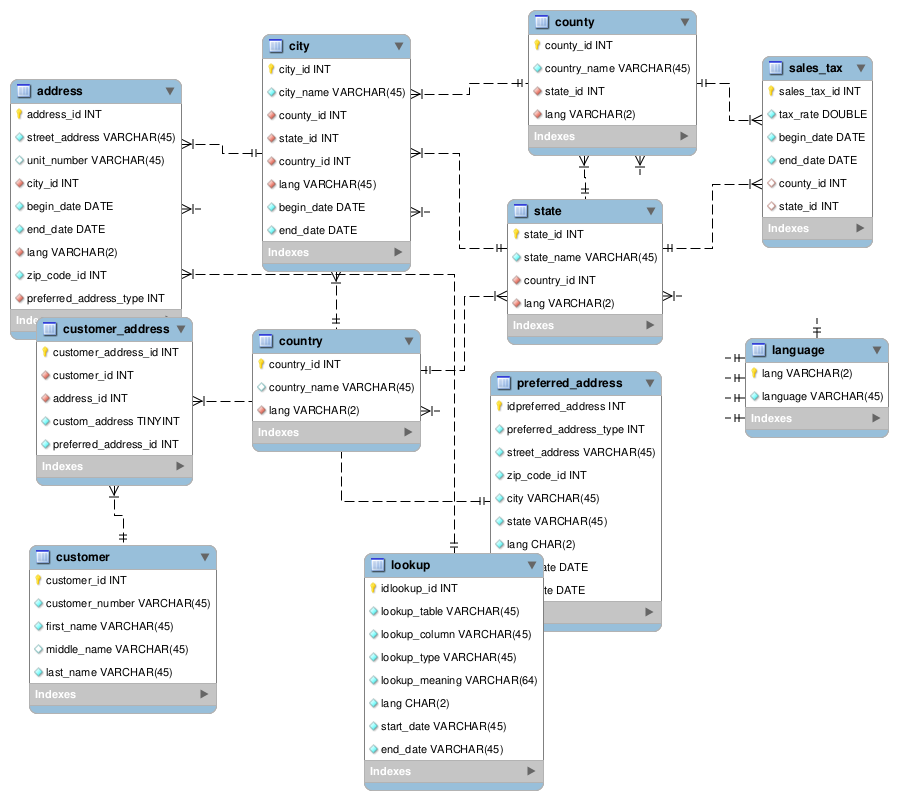 address
address_id INT
street_address VARCHAR(45)
unit_number VARCHAR(45)
city_id INT
begin_date DATE
end_date DATE
lang VARCHAR(2)
zip_code_id INT
preferred_address_type INT
city
city_id INT
city_name VARCHAR(45)
county_id INT
state_id INT
country_id INT
lang VARCHAR(45)
begin_date DATE
end_date DATE
Indexes
county
county_id INT
country_name VARCHAR(45)
state_id INT
lang VARCHAR(2)
Indexes
sales_tax
sales_tax_id INT
tax_rate DOUBLE
begin_date DATE
end_date DATE
county_id INT
state_id INT
Indexes
state
state_id INT
state_name VARCHAR(45)
country_id INT
lang VARCHAR(2)
Indexes
customer_address
customer_address_id INT
customer_id INT
address_id INT
custom_address TINYINT
preferred_address_id INT
Indexes
country
country_id INT
country_name VARCHAR(45)
lang VARCHAR(2)
Indexes
language
lang VARCHAR(2)
language VARCHAR(45)
Indexes
preferred_address
idpreferred_address INT
preferred_address_type INT
street_address VARCHAR(45)
zip_code_id INT
city VARCHAR(45)
state VARCHAR(45)
lang CHAR(2)
DATE
DATE
customer
customer_id INT
customer_number VARCHAR(45)
first_name VARCHAR(45)
middle_name VARCHAR(45)
last_name VARCHAR(45)
Indexes
lookup
idlookup_id INT
lookup_table VARCHAR(45)
lookup_column VARCHAR(45)
lookup_type VARCHAR(45)
lookup_meaning VARCHAR(64)
lang CHAR(2)
start_date VARCHAR(45)
end_date VARCHAR(45)
Indexes